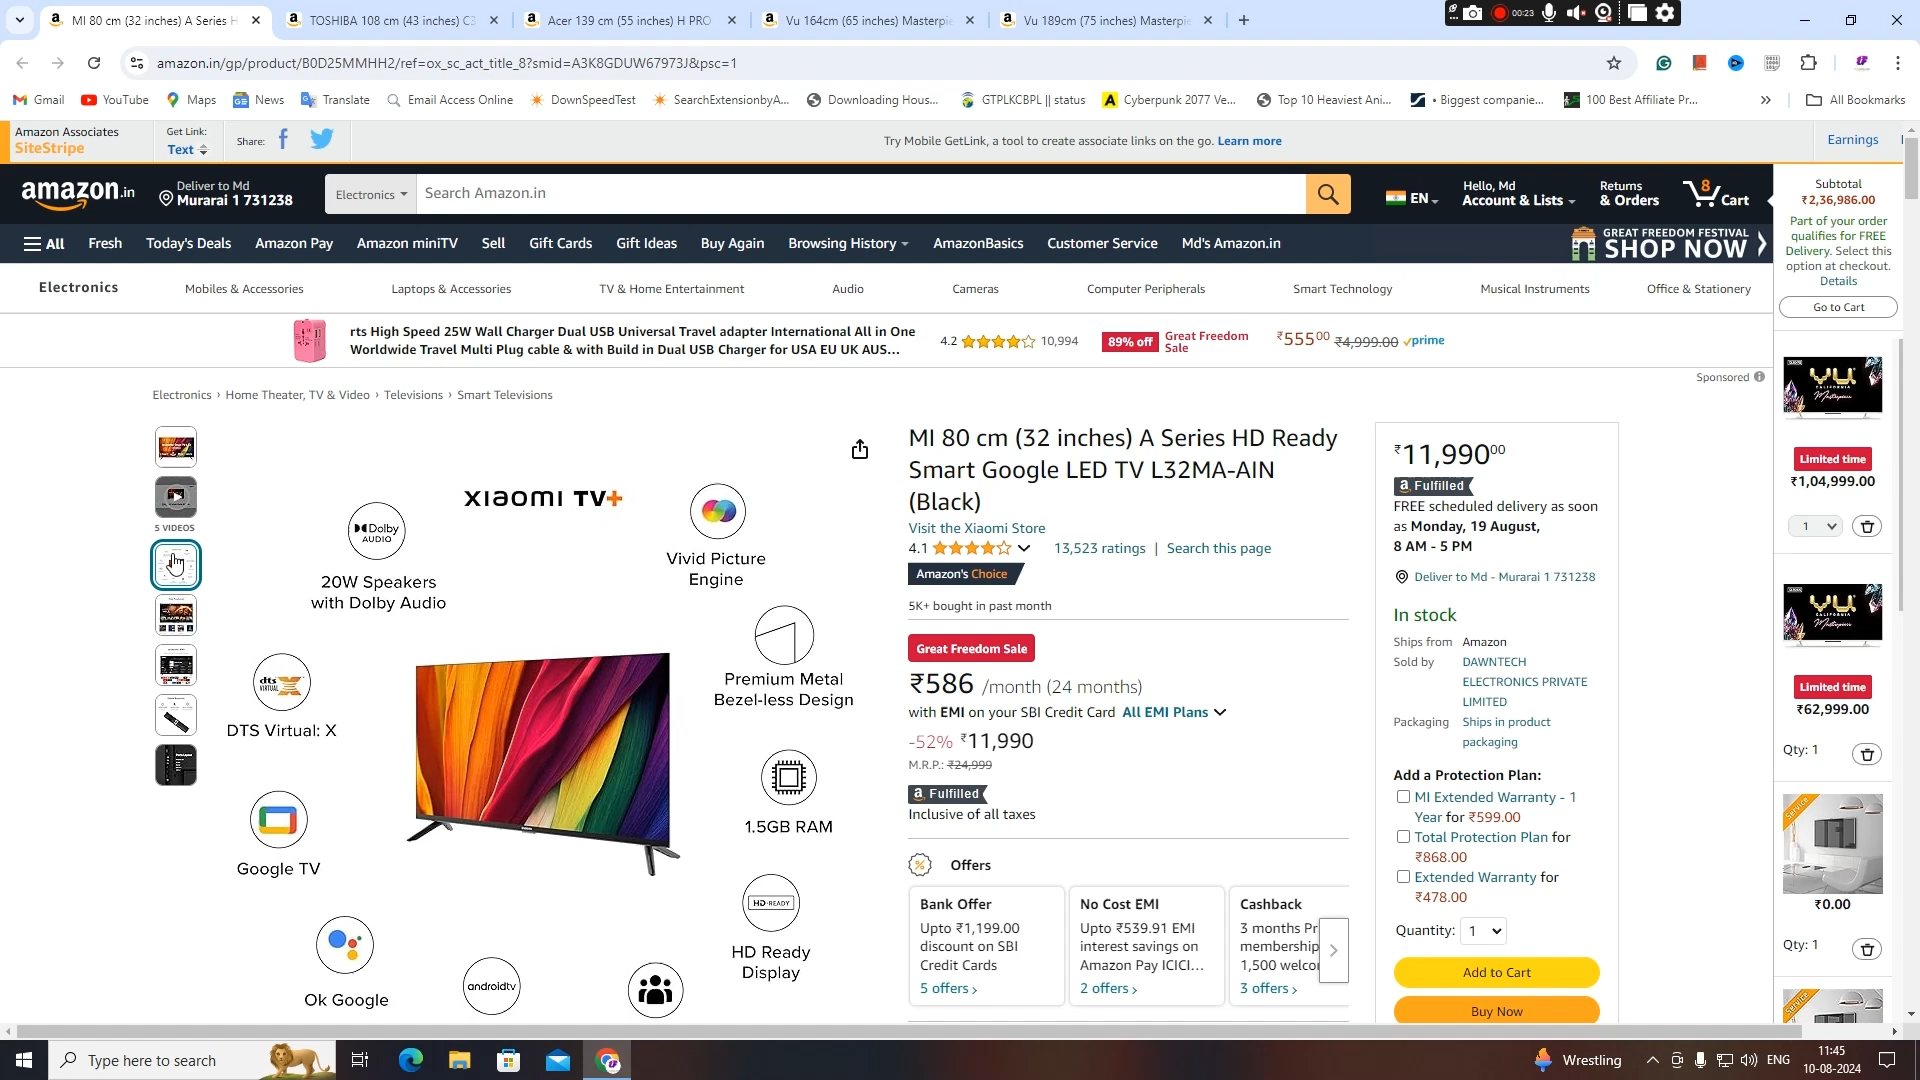 MI 80 cm (32 inches) A Series H
TOSHIBA 108 cm (43 inches) C3
Acer 139 cm (55 inches) H PRO
Vu 164cm (65 inches) Masterpie
Vu 189cm (75 inches) Masterpie
00:23
amazon.in/gp/product/B0D25MMHH2/ref=ox_sc_act_title_8?smid=A3K8GDUW67973J&psc=1
Gmail
YouTube
Maps
News
Translate
Email Access Online
DownSpeedTest
SearchExtensionbyA...
Downloading Hous...
GTPLKCBPL || status
Cyberpunk 2077 Ve...
Top 10 Heaviest Ani...
• Biggest companie...
100 Best Affiliate Pr...
All Bookmarks
Amazon Associates
SiteStripe
Get Link:
Text
Share:
Try Mobile GetLink, a tool to create associate links on the go. Learn more
Earnings
amazon.in
Deliver to Md
Murarai 1 731238
Electronics
Search Amazon.in
EN
Hello, Md
Account & Lists
Returns
& Orders
8
Cart
All
Fresh
Today's Deals
Amazon Pay
Amazon miniTV
Sell
Gift Cards
Gift Ideas
Buy Again
Browsing History
AmazonBasics
Customer Service
Md's Amazon.in
GREAT FREEDOM FESTIVAL
SHOP NOW
Electronics
Mobiles & Accessories
Laptops & Accessories
TV & Home Entertainment
Audio
Cameras
Computer Peripherals
Smart Technology
Musical Instruments
Office & Stationery
rts High Speed 25W Wall Charger Dual USB Universal Travel adapter International All in One
Worldwide Travel Multi Plug cable & with Build in Dual USB Charger for USA EU UK AUS...
4.2
10,994
89% off
Great Freedom
Sale
₹55500
₹4,999.00
prime
Sponsored
Electronics › Home Theater, TV & Video › Televisions › Smart Televisions
5 VIDEOS
xiaomi TV+
Dolby
AUDIO
20W Speakers
with Dolby Audio
Vivid Picture
Engine
Premium Metal
Bezel-less Design
dts
VIRTUAL
DTS Virtual: X
1.5GB RAM
Google TV
HD-READY
HD Ready
Display
Ok Google
androidtv
MI 80 cm (32 inches) A Series HD Ready
Smart Google LED TV L32MA-AIN
(Black)
Visit the Xiaomi Store
4.1
13,523 ratings | Search this page
Amazon's Choice
5K+ bought in past month
Great Freedom Sale
₹586 /month (24 months)
with EMI on your SBI Credit Card All EMI Plans
-52% ₹11,990
M.R.P.: ₹24,999
Fulfilled
Inclusive of all taxes
Offers
Bank Offer
Upto ₹1,199.00
discount on SBI
Credit Cards
5 offers ›
No Cost EMI
Upto ₹539.91 EMI
interest savings on
Amazon Pay ICICI...
2 offers ›
Cashback
3 months Pr
membership
1,500 welco
3 offers ›
₹11,99000
Fulfilled
FREE scheduled delivery as soon
as Monday, 19 August,
8 AM - 5 PM
Deliver to Md - Murarai 1 731238
In stock
Ships from Amazon
Sold by DAWNTECH
ELECTRONICS PRIVATE
LIMITED
Packaging Ships in product
packaging
Add a Protection Plan:
MI Extended Warranty - 1
Year for ₹599.00
Total Protection Plan for
₹868.00
Extended Warranty for
₹478.00
Quantity: 1
Add to Cart
Buy Now
Subtotal
₹2,36,986.00
Part of your order
qualifies for FREE
Delivery. Select this
option at checkout.
Details
Go to Cart
VU
CALIFORNIA
Masterpiece
Limited time
₹1,04,999.00
1
VU
CALIFORNIA
Masterpiece
Limited time
₹62,999.00
Qty: 1
Service
₹0.00
Qty: 1
Service
Type here to search
Wrestling
ENG
11:45
10-08-2024